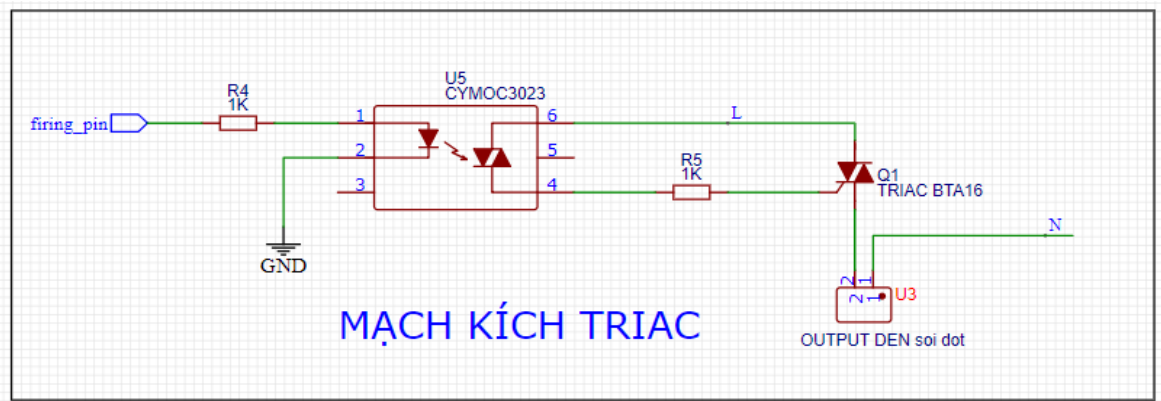 U5
CYMOC3023
R4
1K
firing_pin
1
2
3
6
5
4
L
R5
1K
Q1
TRIAC BTA16
N
GND
2
1
2
1
U3
MẠCH KÍCH TRIAC
OUTPUT DEN soi dot